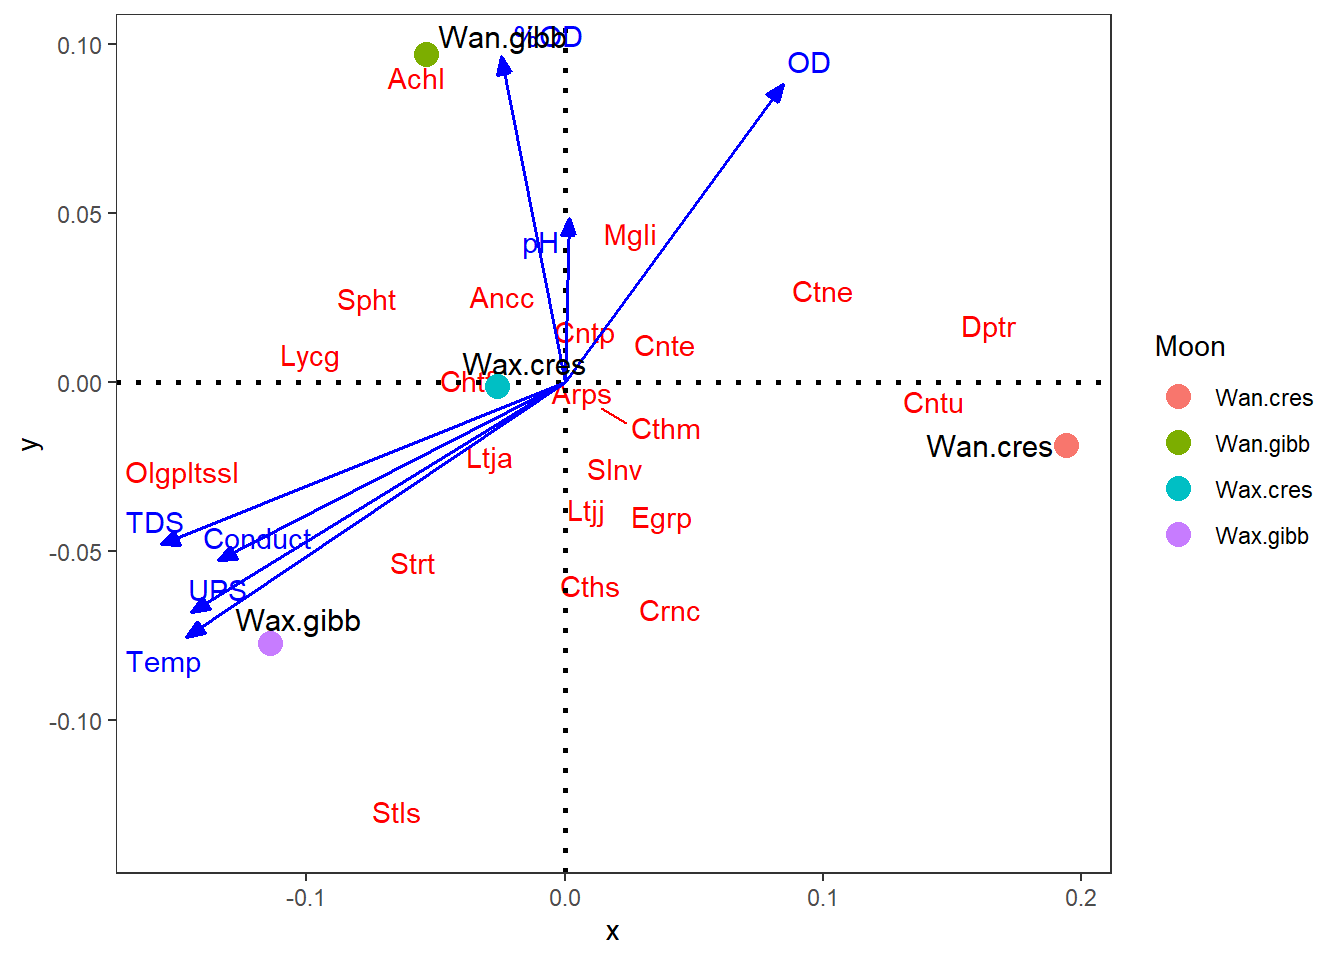 Wan.gibb
%OD
0.10
OD
Achl
0.05
Mgli
pH
Ancc
Ctne
Spht
Dptr
Cntp
Cnte
Lycg
Moon
Wax.cres
0.00
Arps
Wan.cres
Cntu
Cthm
Wan.gibb
Wan.cres
y
Ltja
Slnv
Olgpltssl
Wax.cres
Ltjj
Egrp
TDS
Conduct
Wax.gibb
-0.05
Strt
Cths
UPS
Crnc
Wax.gibb
Temp
-0.10
Stls
-0.1
0.0
0.1
0.2
x